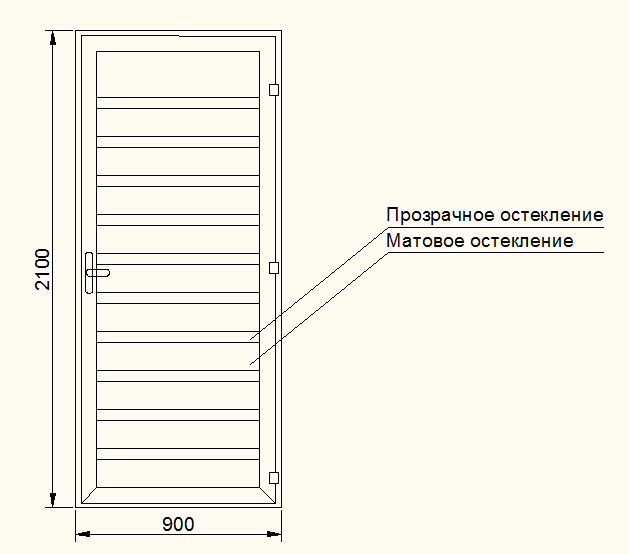 Прозрачное остекление
Матовое остекление
2100
900